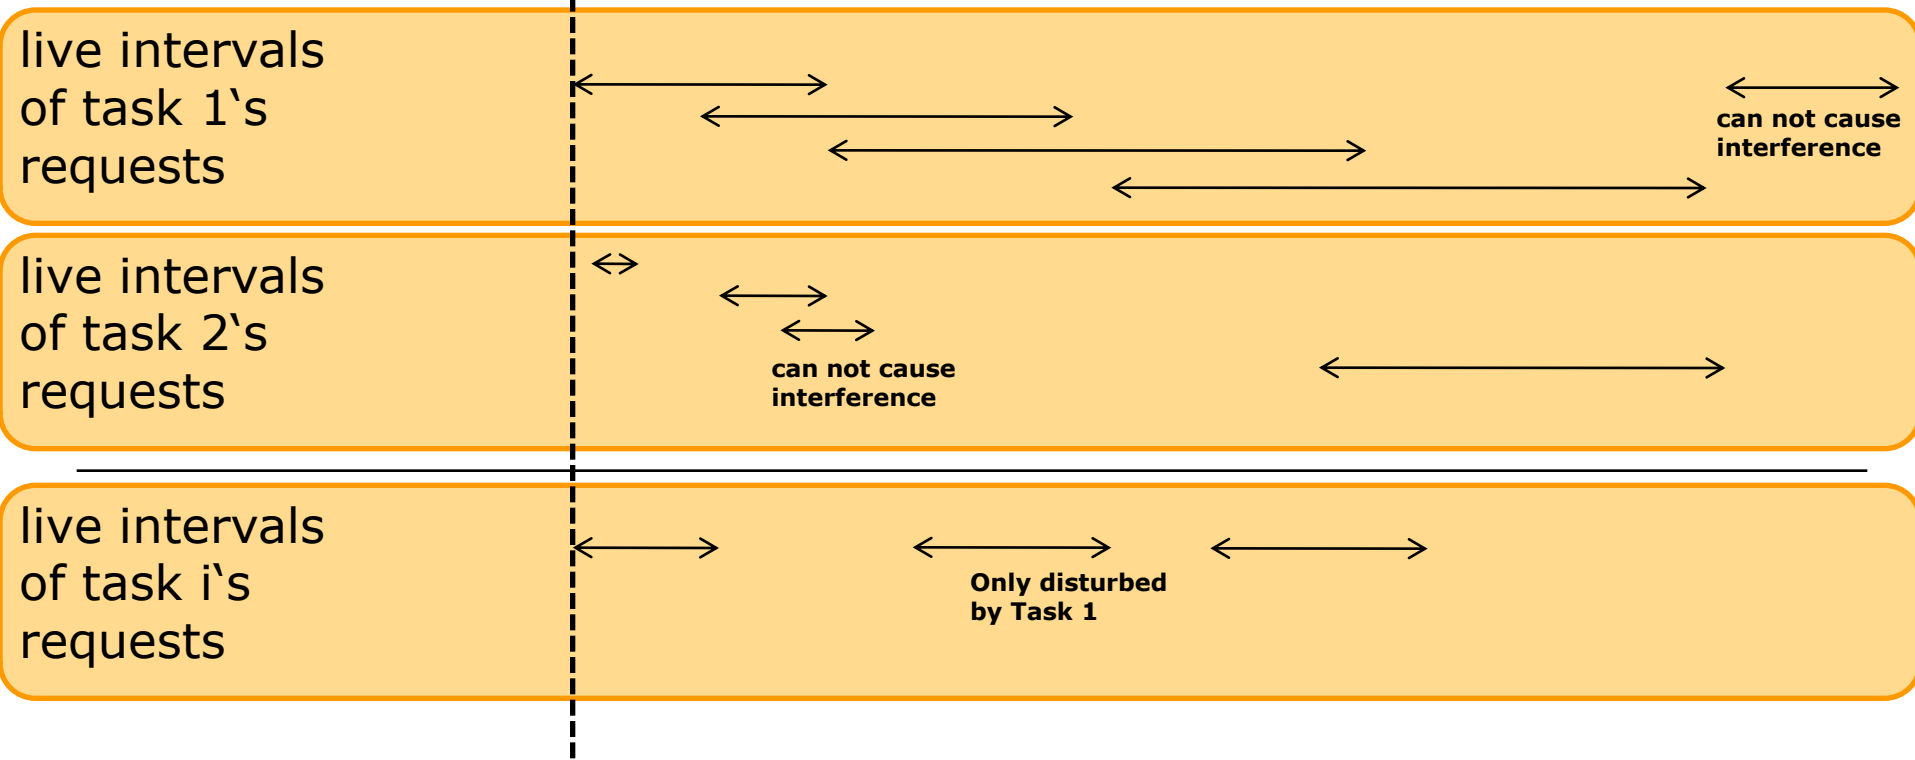 live intervals
of task 1‛s
requests
can not cause
interference
live intervals
of task 2‛s
requests
can not cause
interference
live intervals
of task i‛s
requests
Only disturbed
by Task 1